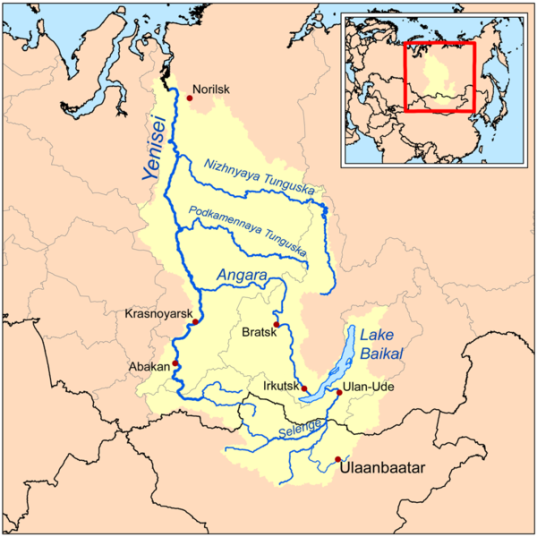 Norilsk
Yenisei
Nizhnyaya Tunguska
Podkamennaya Tunguska
Angara
Krasnoyarsk
Bratsk
Lake
Baikal
Abakan
Irkutsk
Ulan-Ude
Selenge
Ulaanbaatar